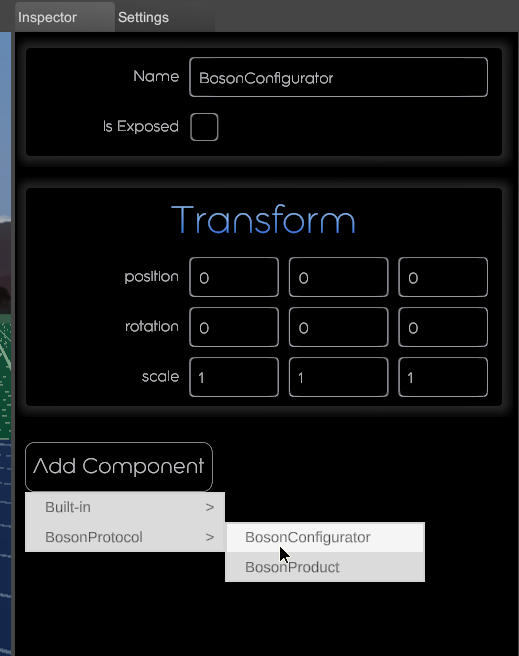 Inspector Settings
Name BosonConfigurator
Is Exposed
Transform
position 0 0 0
rotation 0 0 0
scale 1 1 1
Add Component
Built-in >
BosonProtocol > BosonConfigurator
BosonProduct